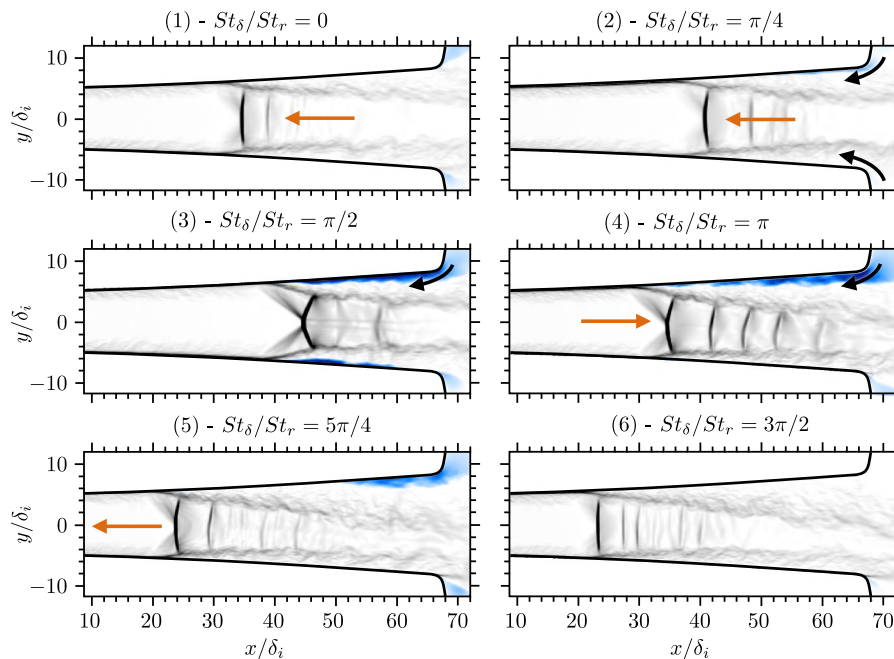 (1) - Stδ/Str = 0
(2) - Stδ/Str = π/4
10
0
−10
y/δi
(3) - Stδ/Str = π/2
(4) - Stδ/Str = π
10
0
−10
y/δi
(5) - Stδ/Str = 5π/4
(6) - Stδ/Str = 3π/2
10
0
−10
y/δi
10 20 30 40 50 60 70
10 20 30 40 50 60 70
x/δi
x/δi